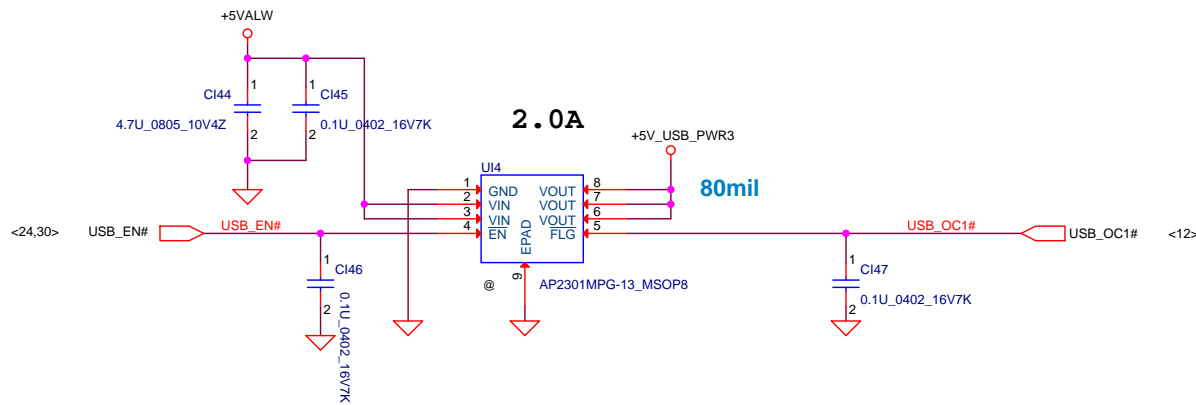 +5VALW
1
CI44
2
4.7U_0805_10V4Z
1
CI45
0.1U_0402_16V7K
2
2.0A
+5V_USB_PWR3
80mil
UI4
1 GND VOUT 8
2 VIN VOUT 7
3 VIN VOUT 6
4 EN FLG 5
EPAD
9
@ AP2301MPG-13_MSOP8
<24,30> USB_EN# USB_EN#
USB_OC1# USB_OC1# <12>
1
CI46
2
0.1U_0402_16V7K
1
CI47
0.1U_0402_16V7K
2